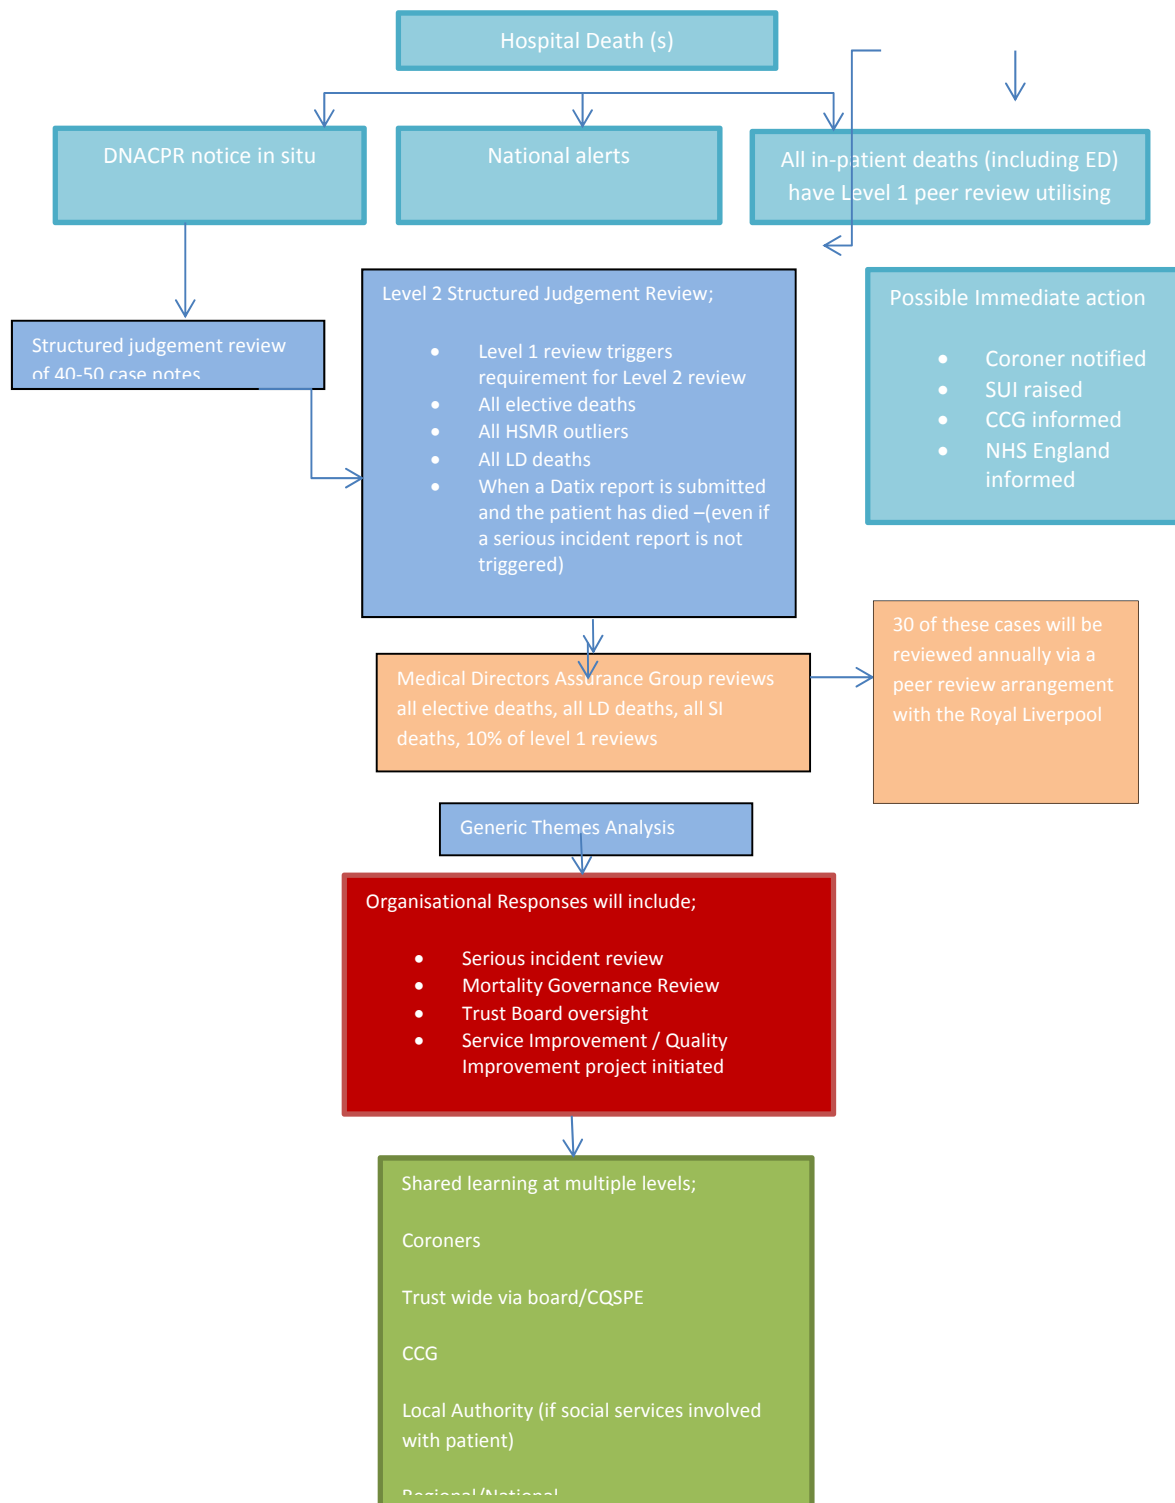 Hospital Death (s)
DNACPR notice in situ
National alerts
All in-patient deaths (including ED)
have Level 1 peer review utilising
Structured judgement review
of 40-50 case notes
Level 2 Structured Judgement Review;
• Level 1 review triggers
requirement for Level 2 review
• All elective deaths
• All HSMR outliers
• All LD deaths
• When a Datix report is submitted
and the patient has died –(even if
a serious incident report is not
triggered)
Possible Immediate action
• Coroner notified
• SUI raised
• CCG informed
• NHS England
informed
Medical Directors Assurance Group reviews
all elective deaths, all LD deaths, all SI
deaths, 10% of level 1 reviews
30 of these cases will be
reviewed annually via a
peer review arrangement
with the Royal Liverpool
Generic Themes Analysis
Organisational Responses will include;
• Serious incident review
• Mortality Governance Review
• Trust Board oversight
• Service Improvement / Quality
Improvement project initiated
Shared learning at multiple levels;
Coroners
Trust wide via board/CQSPE
CCG
Local Authority (if social services involved
with patient)
Regional/National